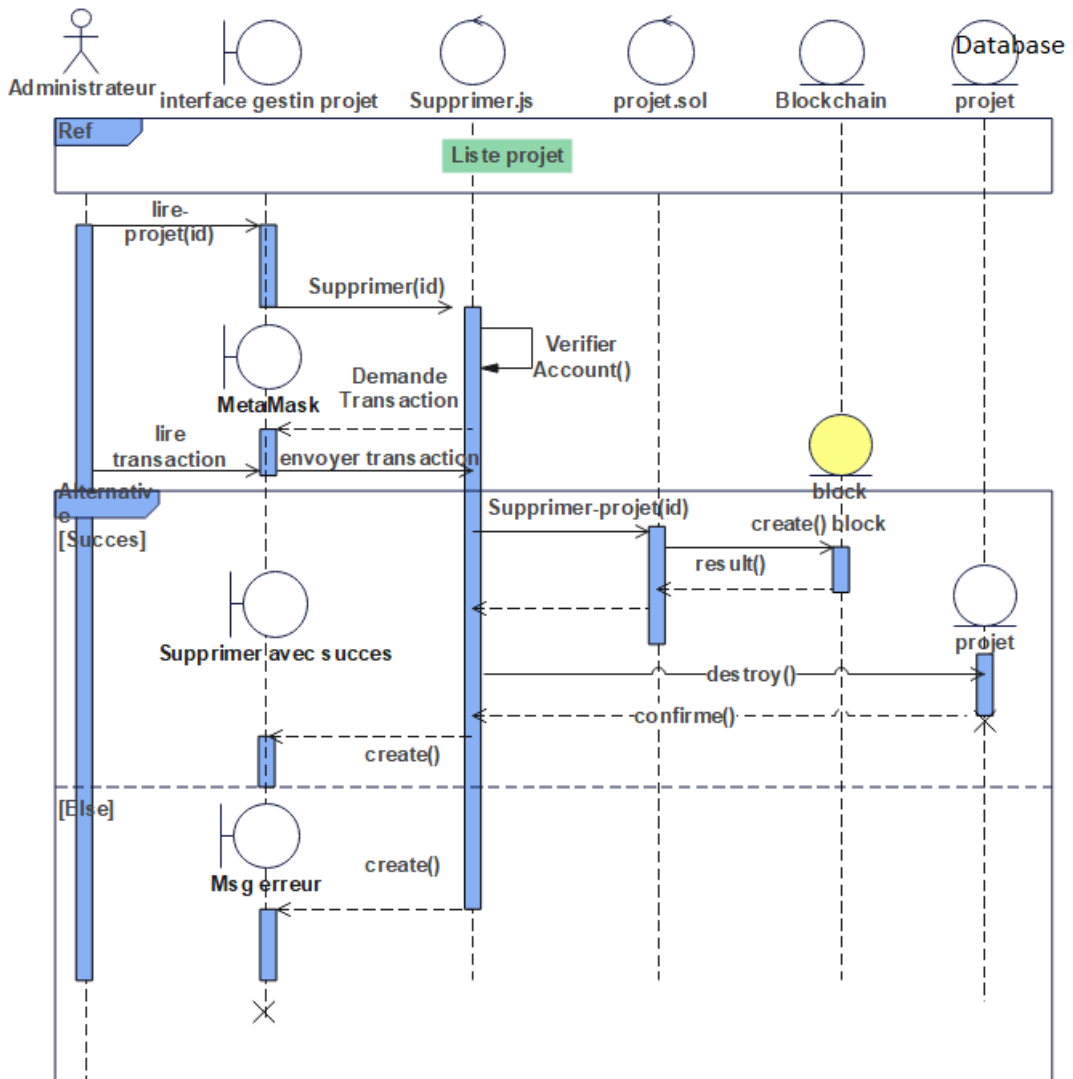 Database
Administrateur
interface gestin projet
Supprimer.js
projet.sol
Blockchain
projet
Ref
Liste projet
lire-
projet(id)
Supprimer(id)
Verifier
Account()
MetaMask
Demande
Transaction
lire
transaction
envoyer transaction
block
Alternativ
e
[Succes]
Supprimer-projet(id)
create() block
result()
projet
Supprimer avec succes
destroy()
confirme()
create()
[Else]
create()
Msg erreur